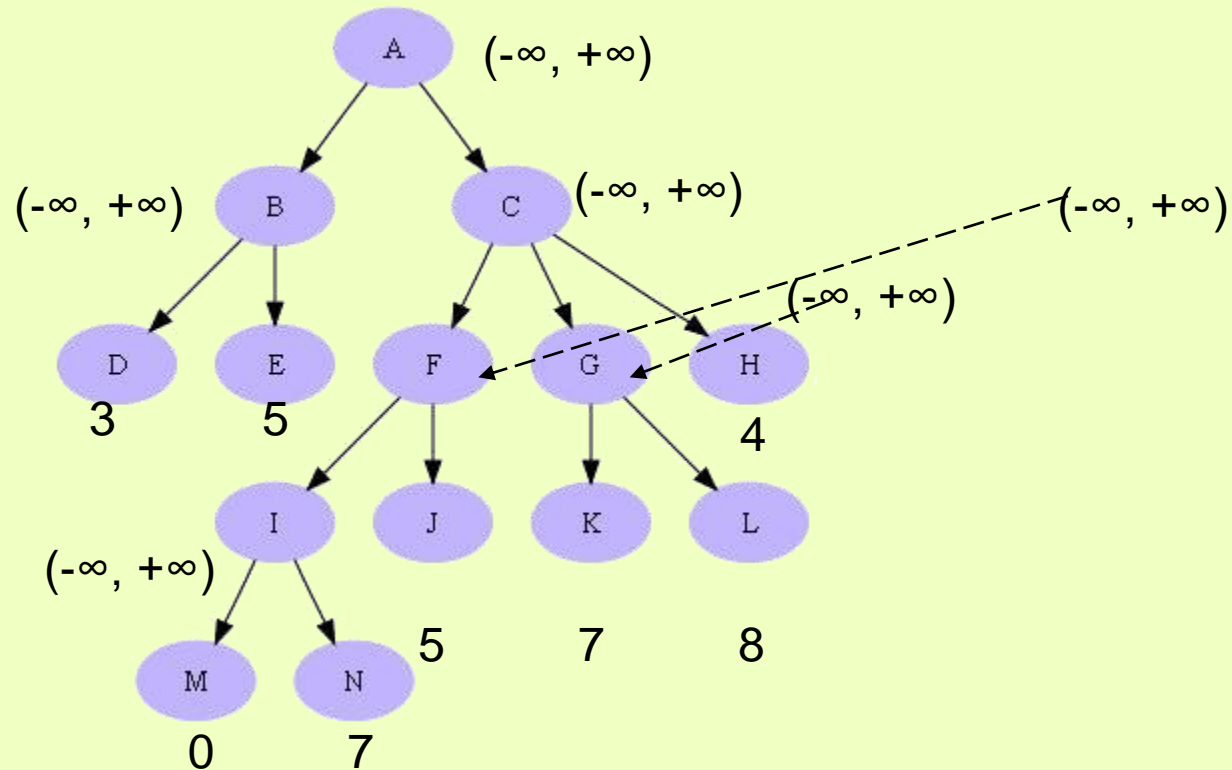 A (-∞, +∞)
(-∞, +∞) B C (-∞, +∞) (-∞, +∞)
(-∞, +∞)
D E F G H
3 5 4
I J K L
(-∞, +∞)
5 7 8
M N
0 7